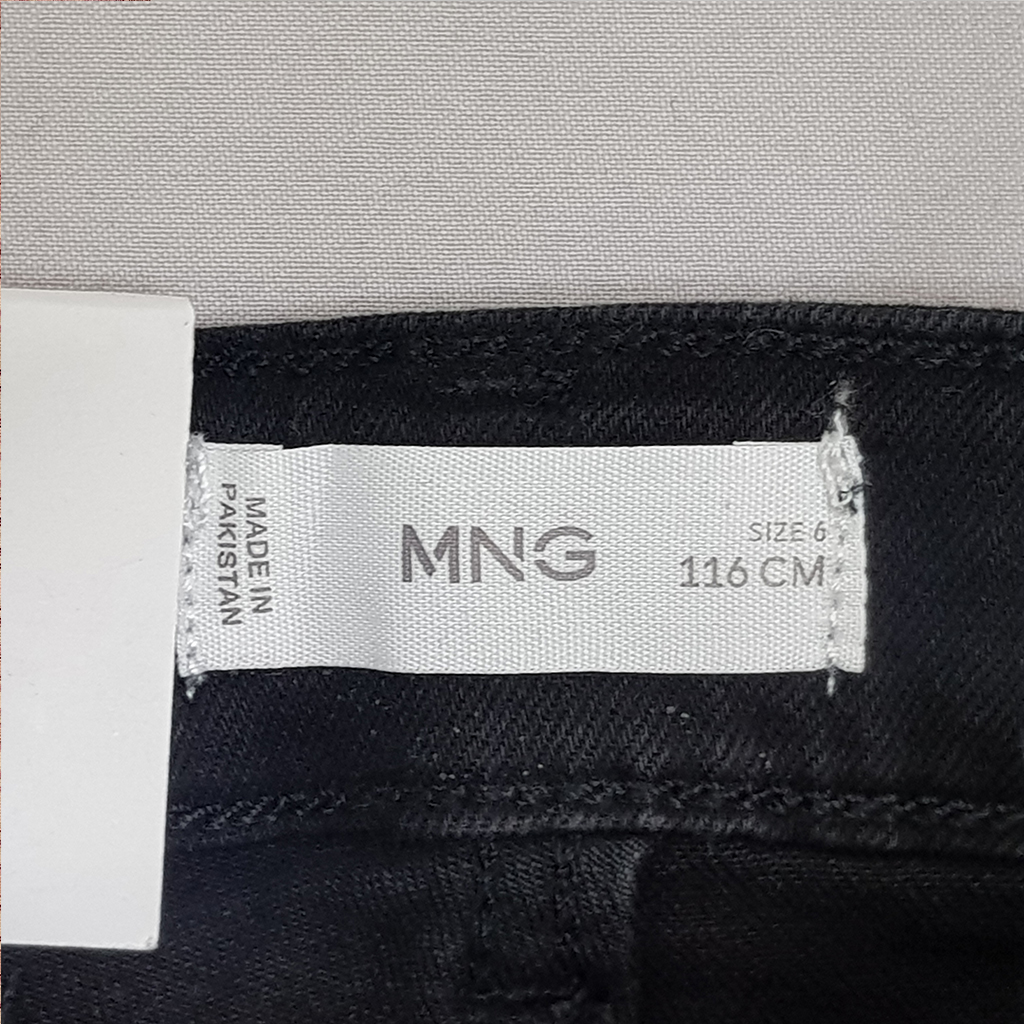 MADE IN
PAKISTAN
MNG
SIZE 6
116 CM